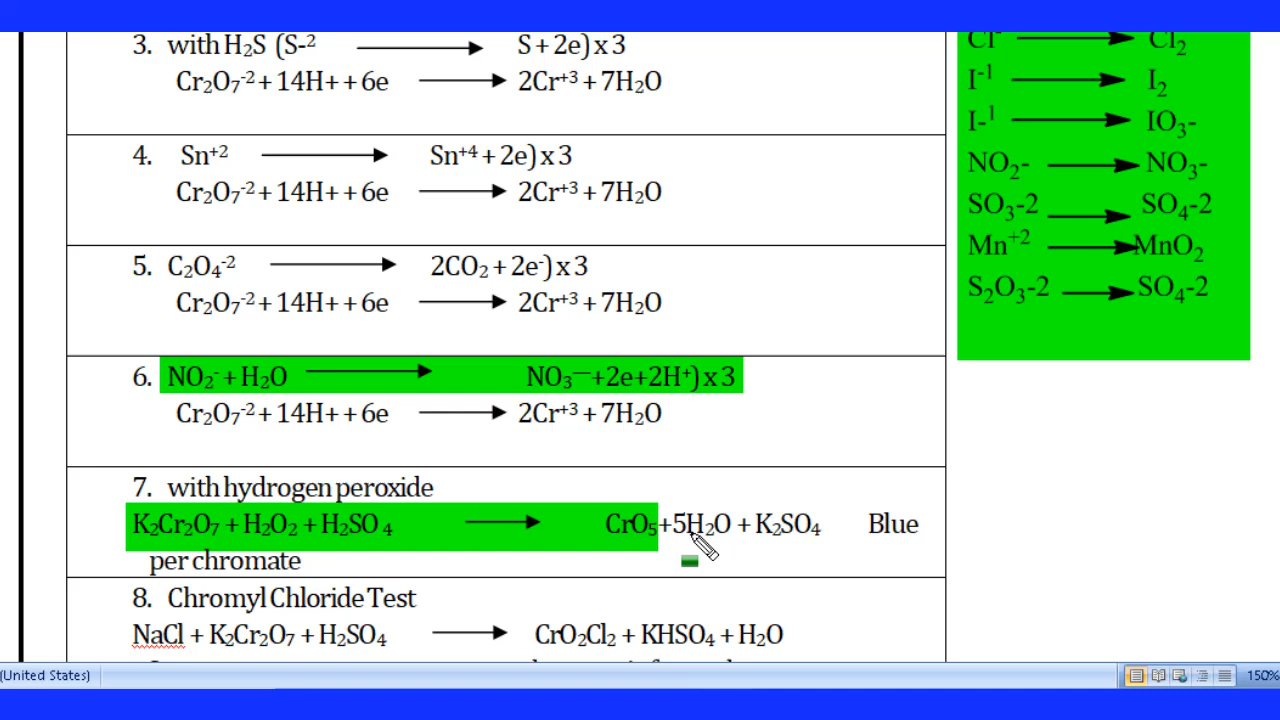 3. with H₂S (S-² ⟶ S + 2e) x 3
Cr₂O₇⁻² + 14H+ + 6e ⟶ 2Cr⁺³ + 7H₂O
4. Sn⁺² ⟶ Sn⁺⁴ + 2e) x 3
Cr₂O₇⁻² + 14H+ + 6e ⟶ 2Cr⁺³ + 7H₂O
5. C₂O₄⁻² ⟶ 2CO₂ + 2e⁻) x 3
Cr₂O₇⁻² + 14H+ + 6e ⟶ 2Cr⁺³ + 7H₂O
6. NO₂⁻ + H₂O ⟶ NO₃⁻⁻+2e+2H⁺) x 3
Cr₂O₇⁻² + 14H+ + 6e ⟶ 2Cr⁺³ + 7H₂O
7. with hydrogen peroxide
K₂Cr₂O₇ + H₂O₂ + H₂SO₄ ⟶ CrO₅+5H₂O + K₂SO₄ Blue
per chromate
8. Chromyl Chloride Test
NaCl + K₂Cr₂O₇ + H₂SO₄ ⟶ CrO₂Cl₂ + KHSO₄ + H₂O
Cl⁻ ⟶ Cl₂
I⁻¹ ⟶ I₂
I-¹ ⟶ IO₃-
NO₂- ⟶ NO₃-
SO₃-2 ⟶ SO₄-2
Mn⁺² ⟶ MnO₂
S₂O₃-2 ⟶ SO₄-2
(United States)
150%